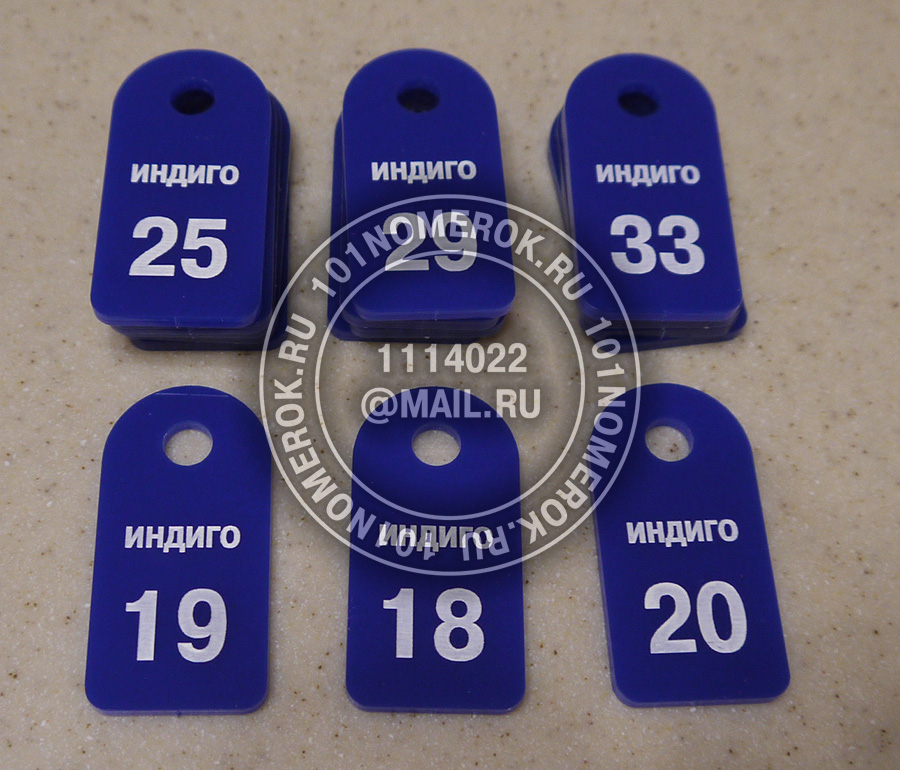 ИНДИГО
25
ИНДИГО
29
ИНДИГО
33
101NOMEROK.RU 101NOMEROK.RU 101NOMEROK.RU
1114022
@MAIL.RU
ИНДИГО
19
ИНДИГО
18
ИНДИГО
20